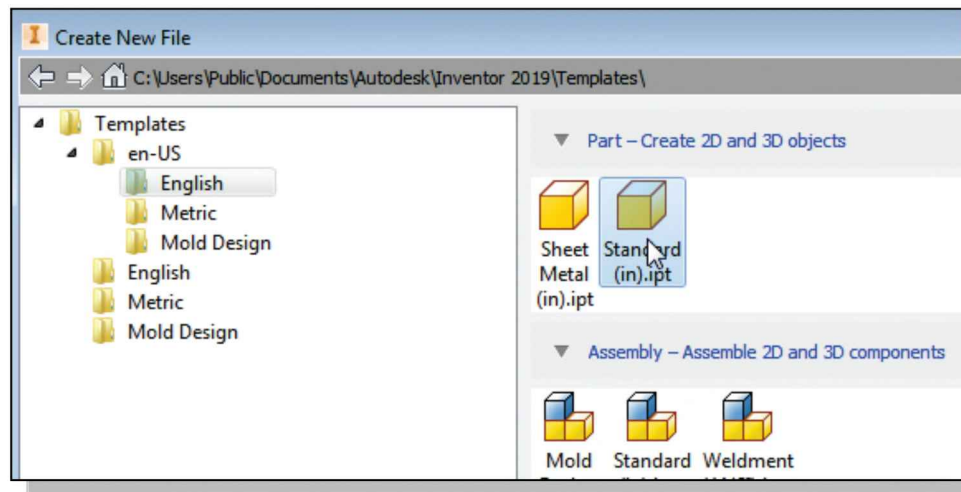 Create New File
C:\Users\Public\Documents\Autodesk\Inventor 2019\Templates\
Templates
en-US
English
Metric
Mold Design
English
Metric
Mold Design
Part – Create 2D and 3D objects
Sheet Metal (in).ipt
Standard (in).ipt
Assembly – Assemble 2D and 3D components
Mold
Standard
Weldment